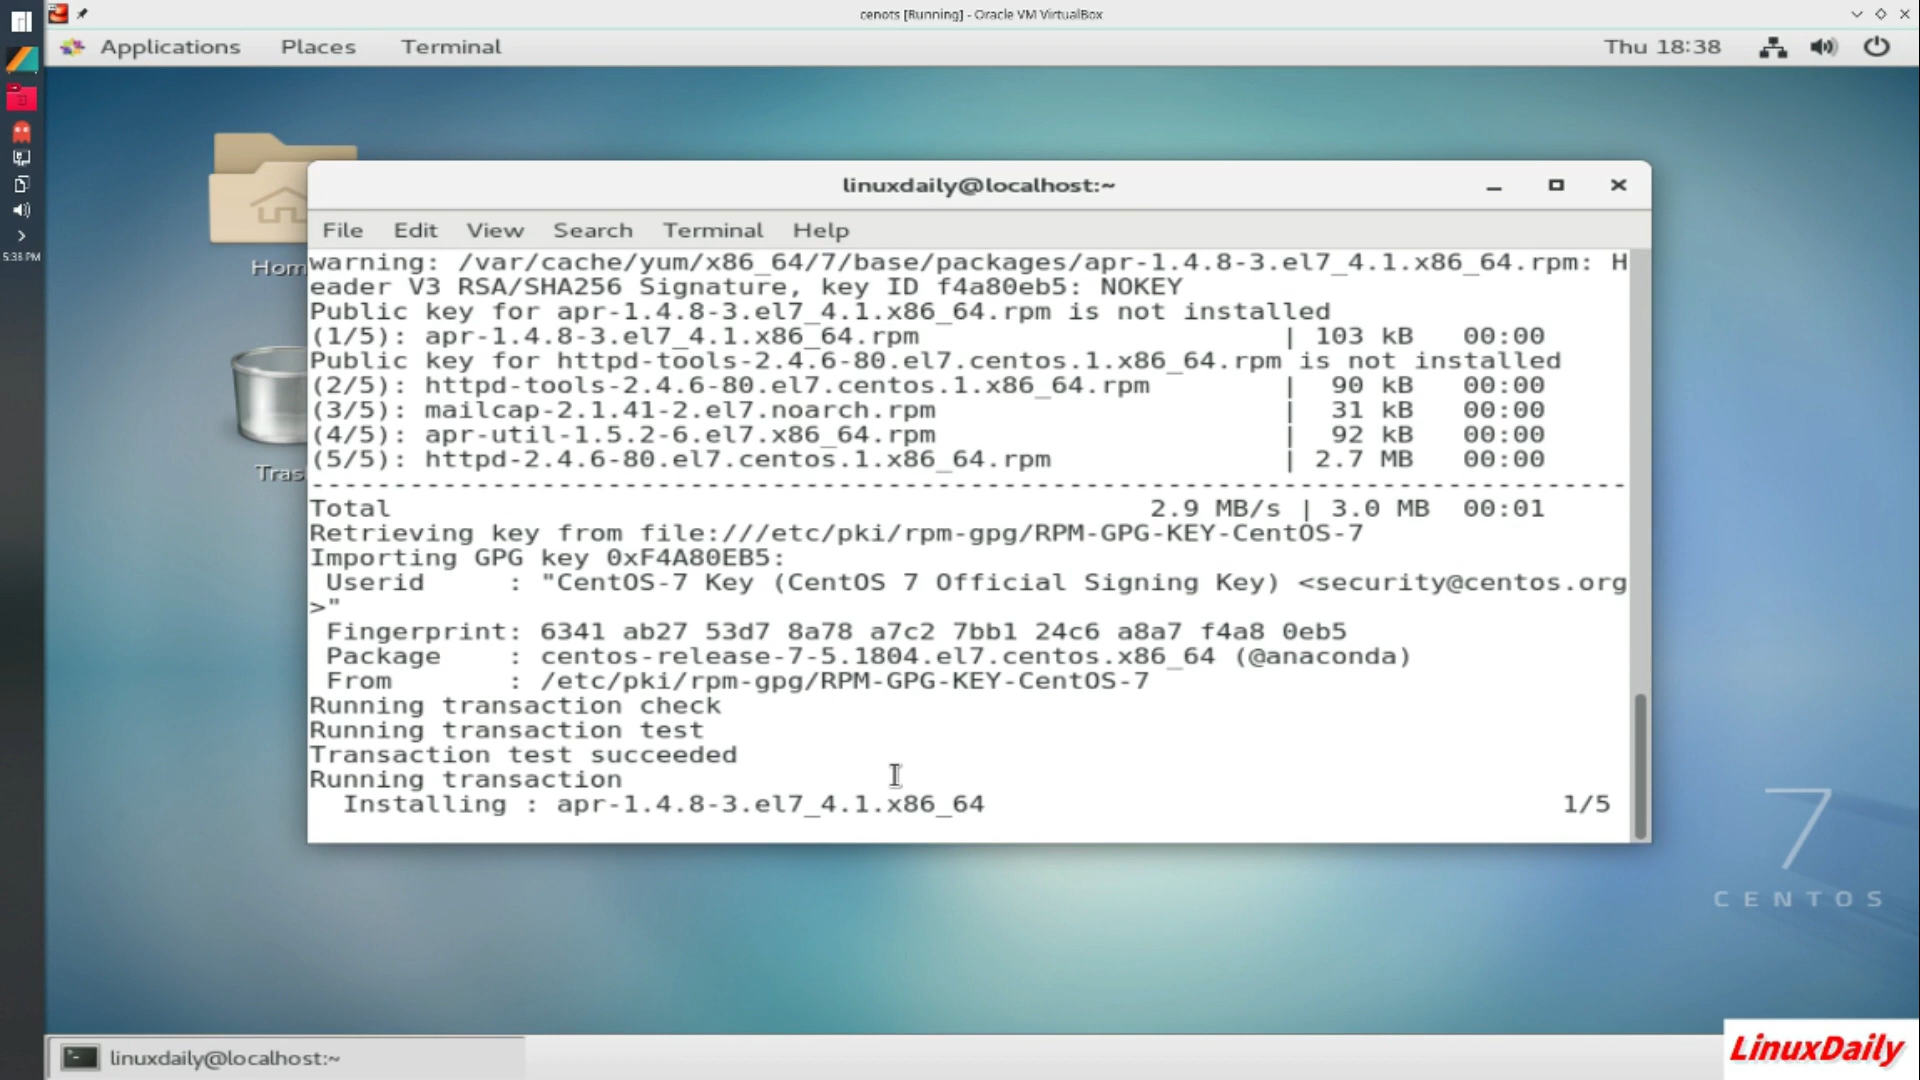 cenots [Running] - Oracle VM VirtualBox
Applications Places Terminal Thu 18:38
linuxdaily@localhost:~
File Edit View Search Terminal Help
warning: /var/cache/yum/x86_64/7/base/packages/apr-1.4.8-3.el7_4.1.x86_64.rpm: H
eader V3 RSA/SHA256 Signature, key ID f4a80eb5: NOKEY
Public key for apr-1.4.8-3.el7_4.1.x86_64.rpm is not installed
(1/5): apr-1.4.8-3.el7_4.1.x86_64.rpm | 103 kB 00:00
Public key for httpd-tools-2.4.6-80.el7.centos.1.x86_64.rpm is not installed
(2/5): httpd-tools-2.4.6-80.el7.centos.1.x86_64.rpm | 90 kB 00:00
(3/5): mailcap-2.1.41-2.el7.noarch.rpm | 31 kB 00:00
(4/5): apr-util-1.5.2-6.el7.x86_64.rpm | 92 kB 00:00
(5/5): httpd-2.4.6-80.el7.centos.1.x86_64.rpm | 2.7 MB 00:00
--------------------------------------------------------------------------------
Total 2.9 MB/s | 3.0 MB 00:01
Retrieving key from file:///etc/pki/rpm-gpg/RPM-GPG-KEY-CentOS-7
Importing GPG key 0xF4A80EB5:
Userid : "CentOS-7 Key (CentOS 7 Official Signing Key) <security@centos.org
>"
Fingerprint: 6341 ab27 53d7 8a78 a7c2 7bb1 24c6 a8a7 f4a8 0eb5
Package : centos-release-7-5.1804.el7.centos.x86_64 (@anaconda)
From : /etc/pki/rpm-gpg/RPM-GPG-KEY-CentOS-7
Running transaction check
Running transaction test
Transaction test succeeded
Running transaction
Installing : apr-1.4.8-3.el7_4.1.x86_64 1/5
5:38 PM
Hom
Tras
7
CENTOS
linuxdaily@localhost:~
LinuxDaily